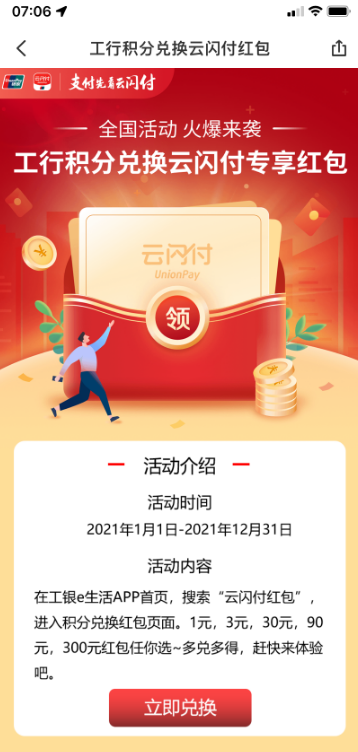 07:06
工行积分兑换云闪付红包
云闪付
支付先看云闪付
全国活动 火爆来袭
工行积分兑换云闪付专享红包
云闪付
UnionPay
领
活动介绍
活动时间
2021年1月1日-2021年12月31日
活动内容
在工银e生活APP首页，搜索“云闪付红包”，
进入积分兑换红包页面。1元，3元，30元，90
元，300元红包任你选~多兑多得，赶快来体验
吧。
立即兑换